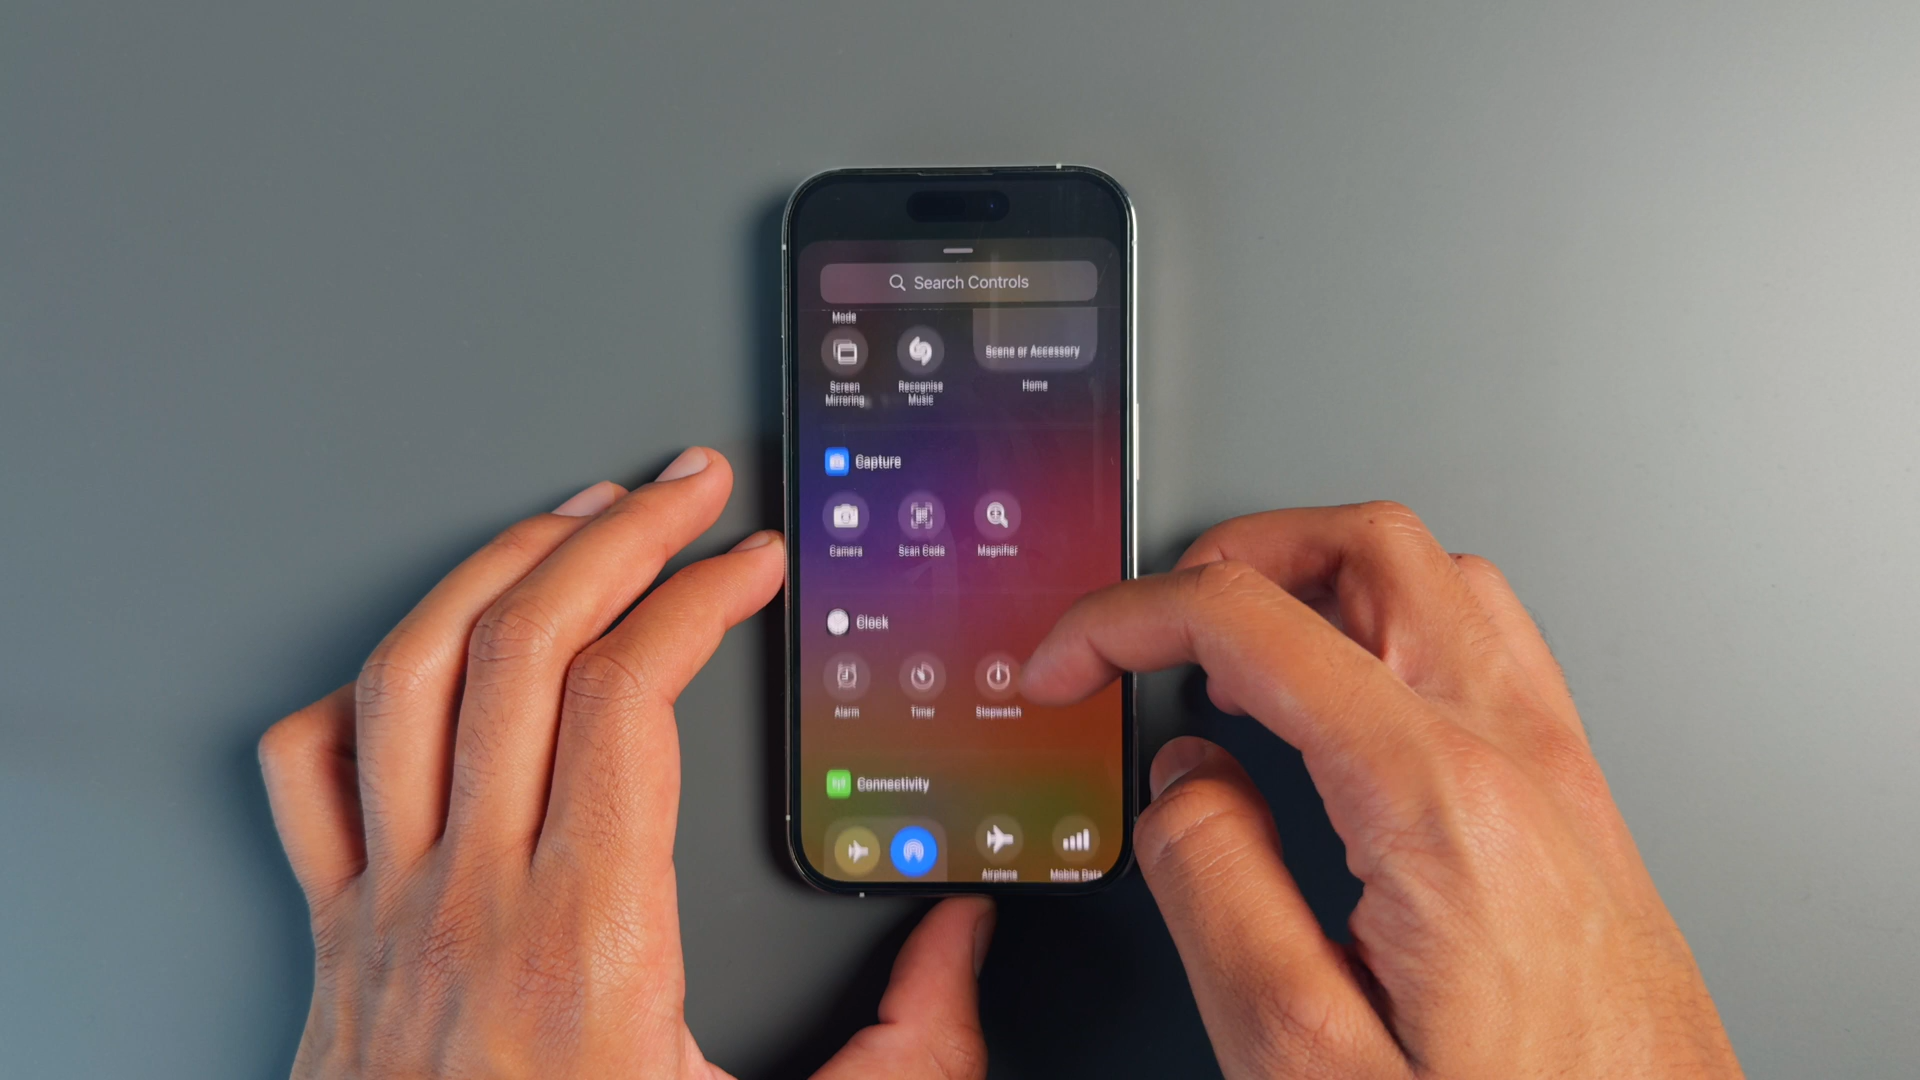 Search Controls
Mode
Scene or Accessory
Screen
Mirroring
Recognise
Music
Home
Capture
Camera
Scan Code
Magnifier
Clock
Alarm
Timer
Stopwatch
Connectivity
Airplane
Mobile Data